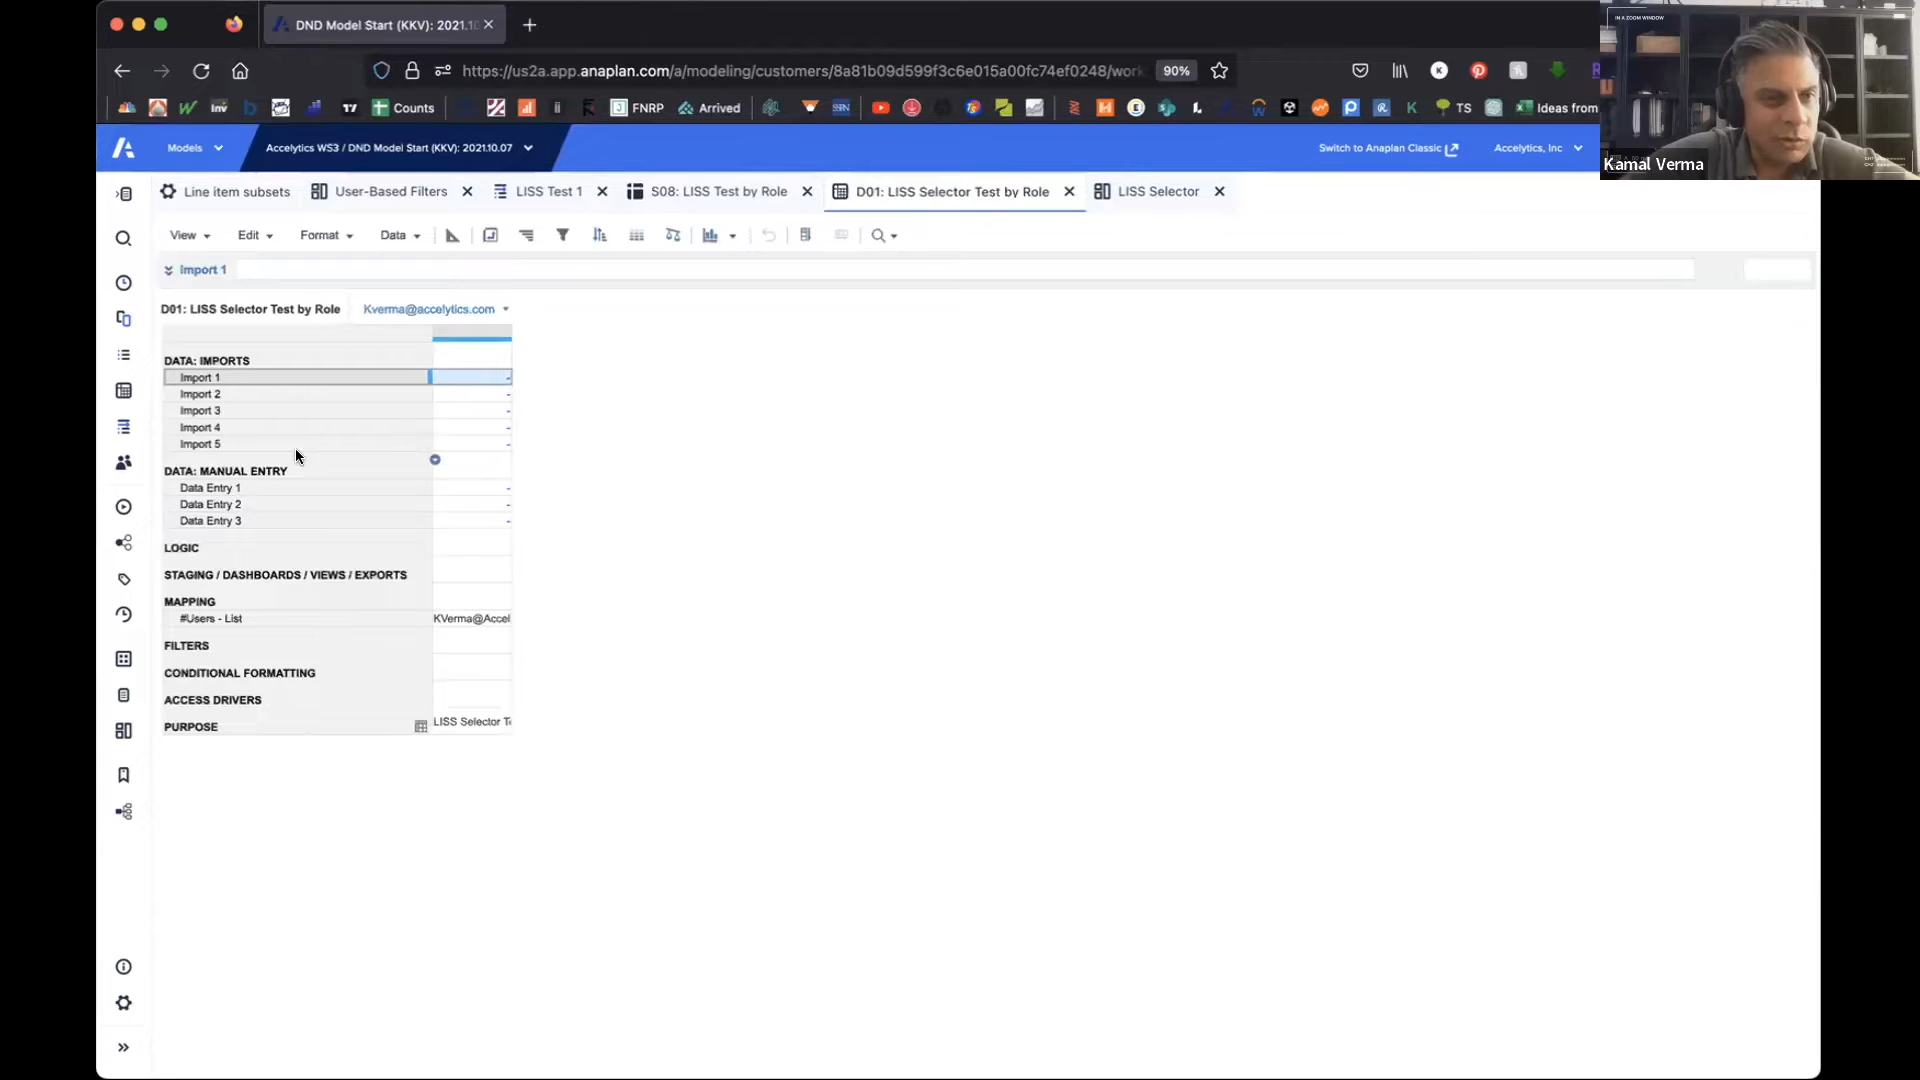 DND Model Start (KKV): 2021.1
IN A ZOOM WINDOW
https://us2a.app.anaplan.com/a/modeling/customers/8a81b09d599f3c6e015a00fc74ef0248/work
90%
Counts
FNRP
Arrived
TS
Ideas from
Kamal Verma
Models
Accelytics WS3 / DND Model Start (KKV): 2021.10.07
Switch to Anaplan Classic
Accelytics, Inc
Line item subsets
User-Based Filters
LISS Test 1
S08: LISS Test by Role
D01: LISS Selector Test by Role
LISS Selector
View
Edit
Format
Data
Import 1
D01: LISS Selector Test by Role
Kverma@accelytics.com
DATA: IMPORTS
Import 1 -
Import 2 -
Import 3 -
Import 4 -
Import 5 -
DATA: MANUAL ENTRY
Data Entry 1 -
Data Entry 2 -
Data Entry 3 -
LOGIC
STAGING / DASHBOARDS / VIEWS / EXPORTS
MAPPING
#Users - List KVerma@Accel
FILTERS
CONDITIONAL FORMATTING
ACCESS DRIVERS
PURPOSE LISS Selector Te